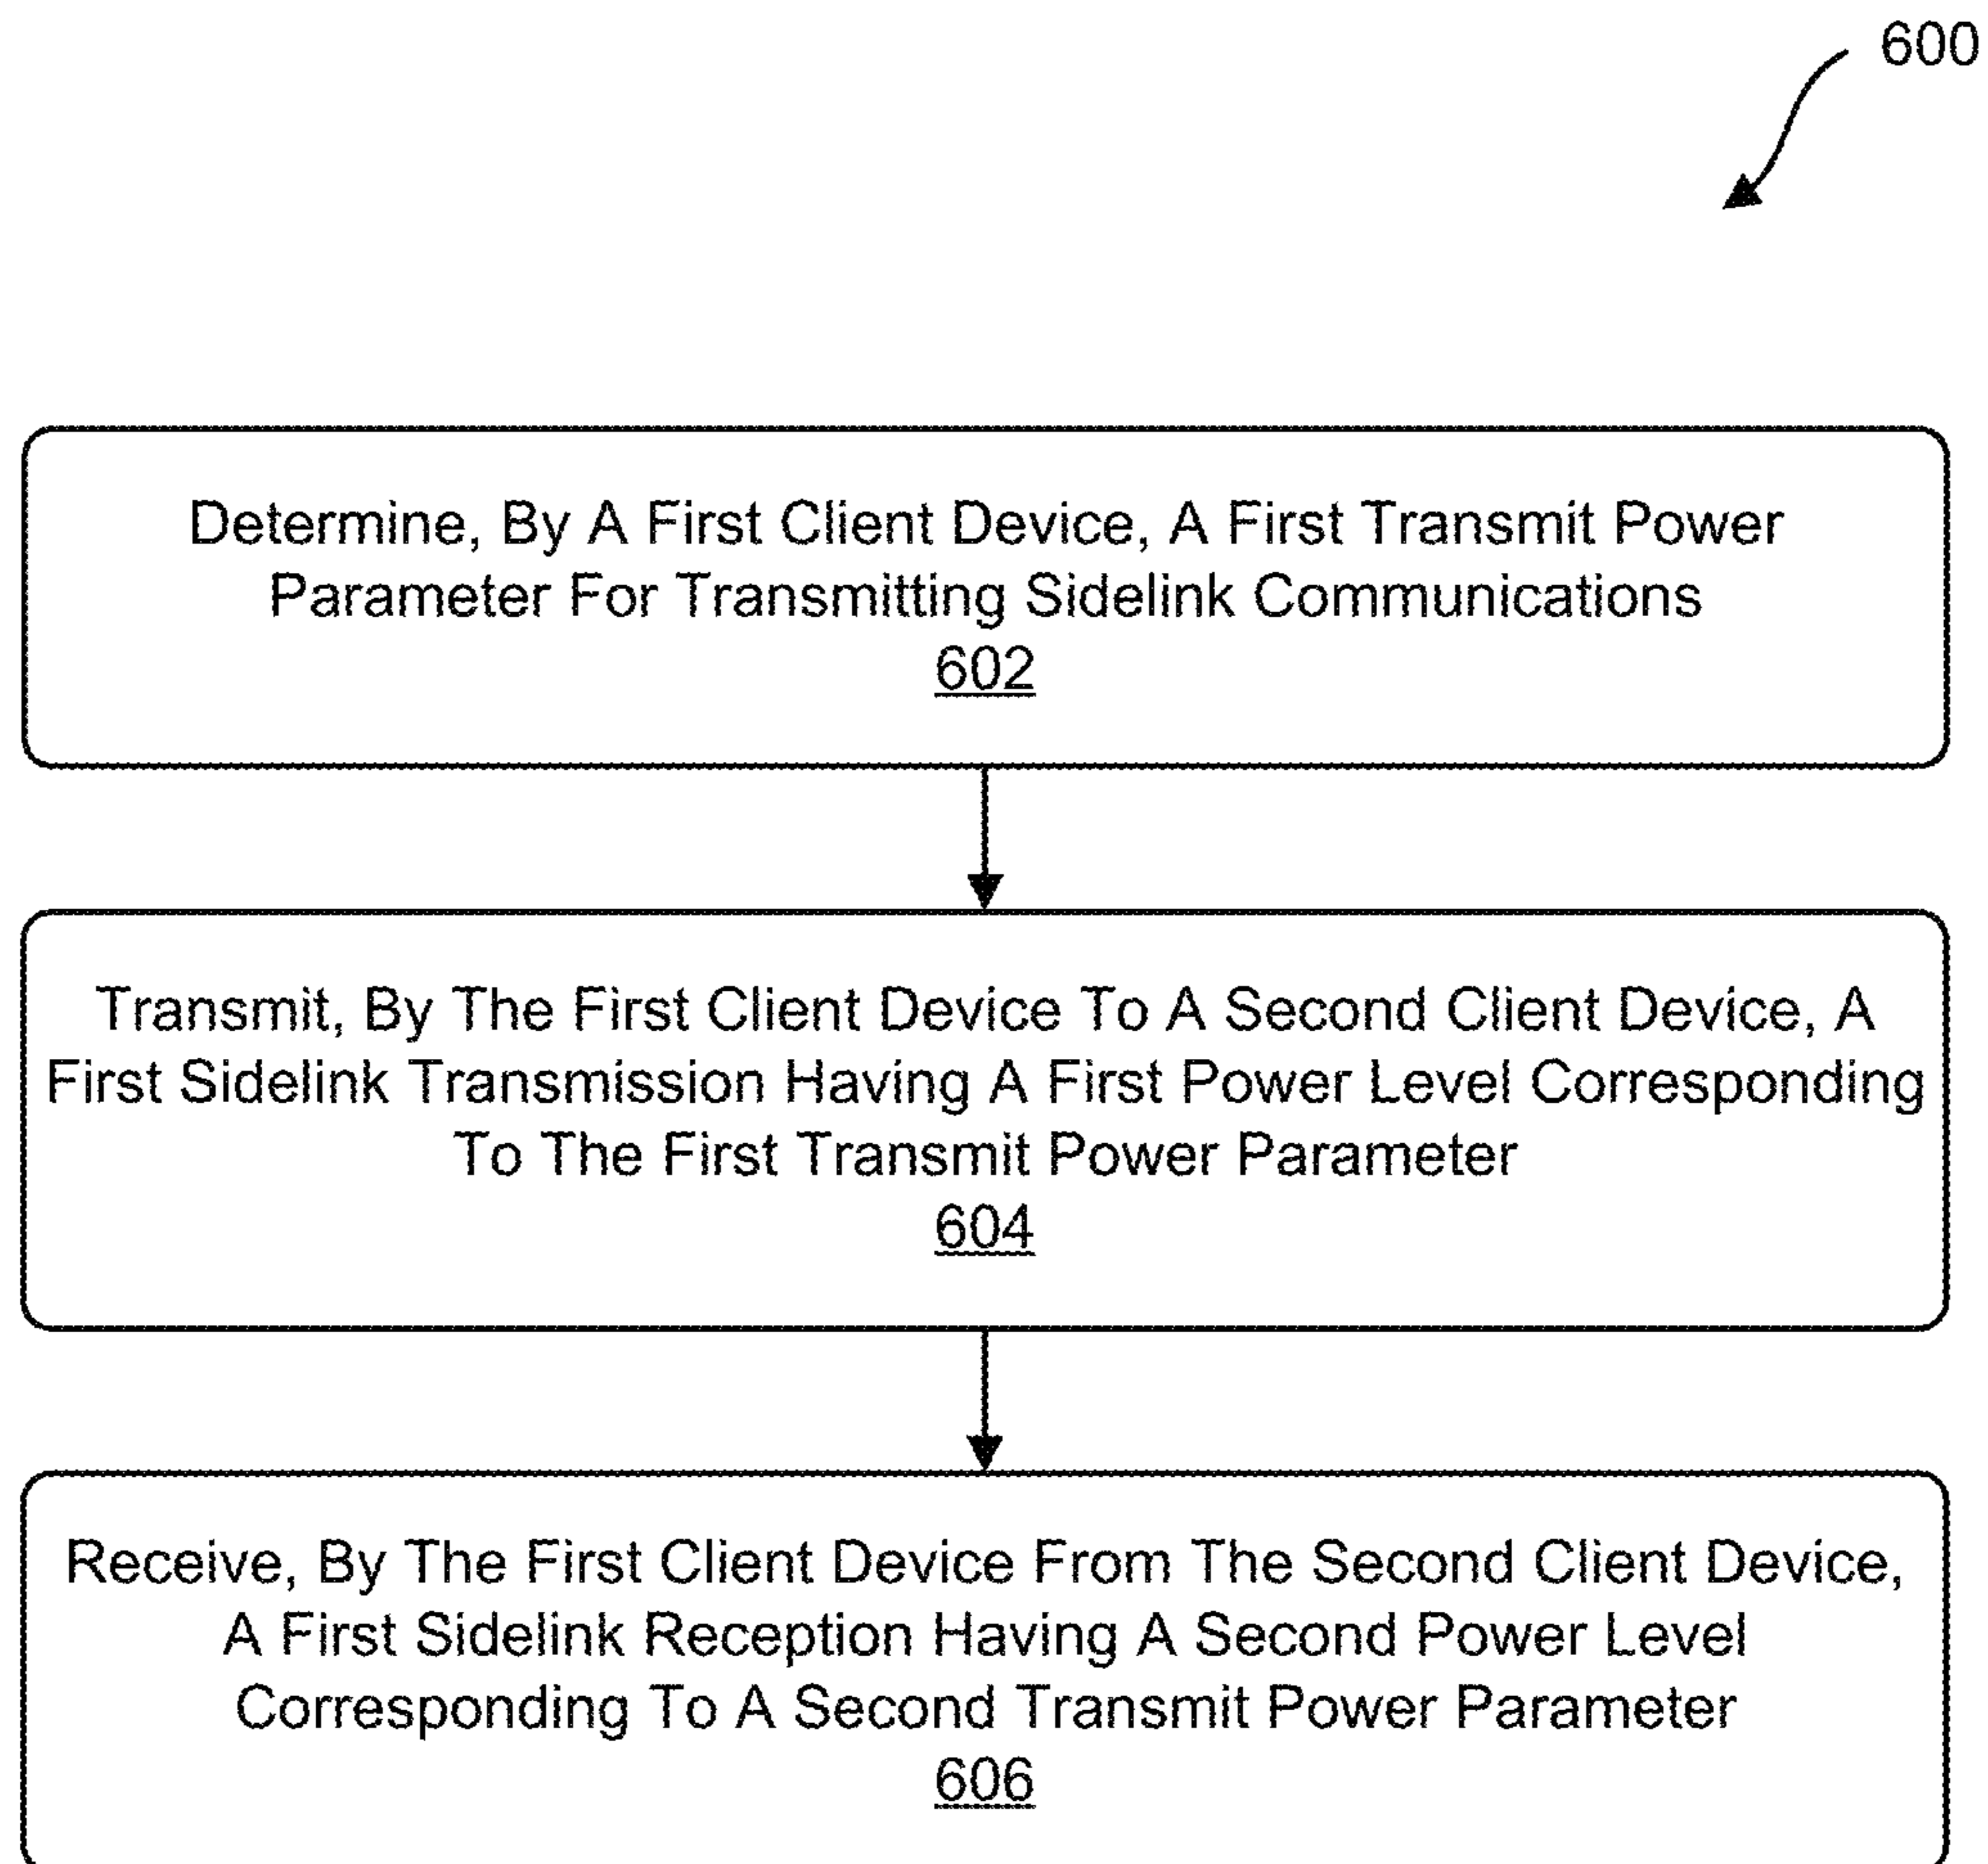 600
Determine, By A First Client Device, A First Transmit Power
Parameter For Transmitting Sidelink Communications
602
Transmit, By The First Client Device To A Second Client Device, A
First Sidelink Transmission Having A First Power Level Corresponding
To The First Transmit Power Parameter
604
Receive, By The First Client Device From The Second Client Device,
A First Sidelink Reception Having A Second Power Level
Corresponding To A Second Transmit Power Parameter
606